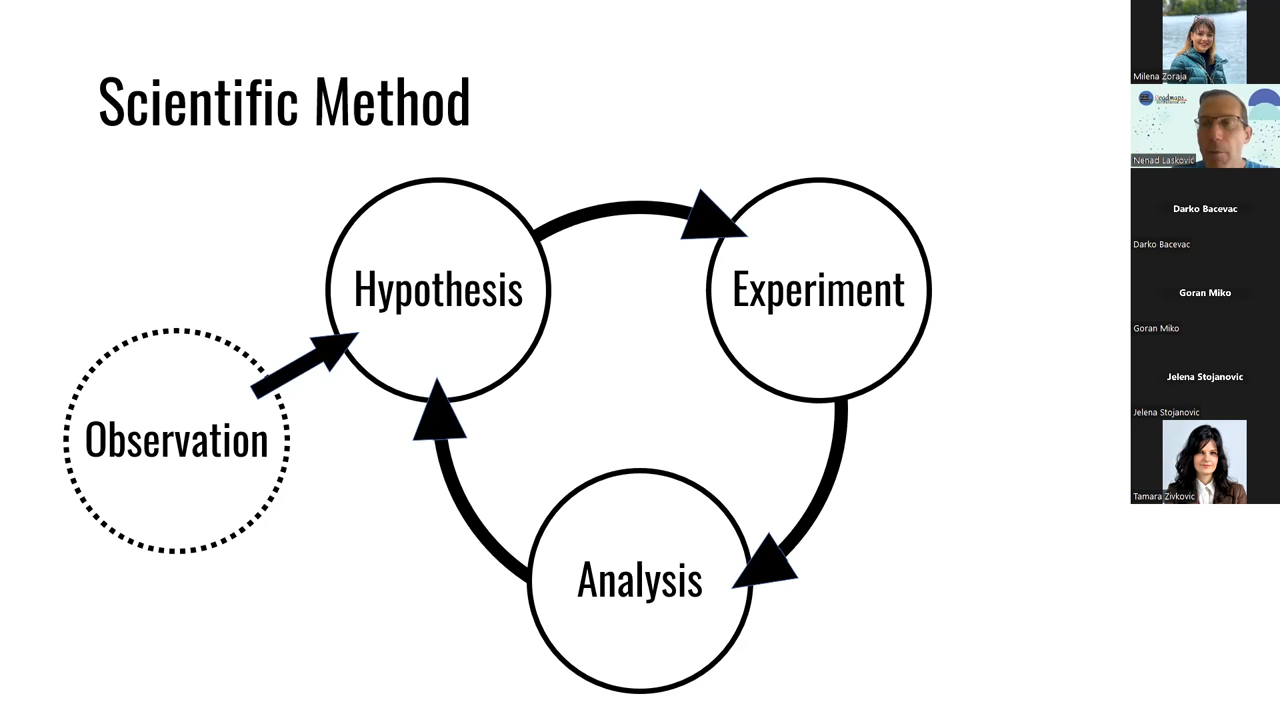 Scientific Method
Hypothesis
Experiment
Observation
Analysis
Milena Zoraja
Nenad Lasković
Darko Bacevac
Darko Bacevac
Goran Miko
Goran Miko
Jelena Stojanovic
Jelena Stojanovic
Tamara Zivkovic